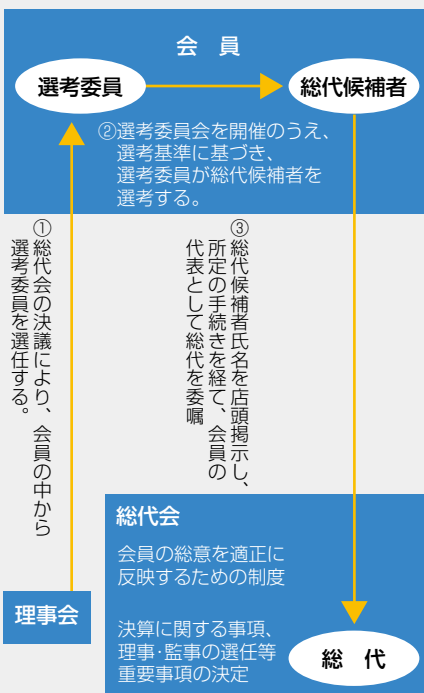 会　員
選考委員
総代候補者
②選考委員会を開催のうえ、
選考基準に基づき、
選考委員が総代候補者を
選考する。
①総代会の決議により、会員の中から
選考委員を選任する。
③総代候補者氏名を店頭掲示し、
所定の手続きを経て、会員の
代表として総代を委嘱
総代会
会員の総意を適正に
反映するための制度
決算に関する事項、
理事・監事の選任等
重要事項の決定
理事会
総　代